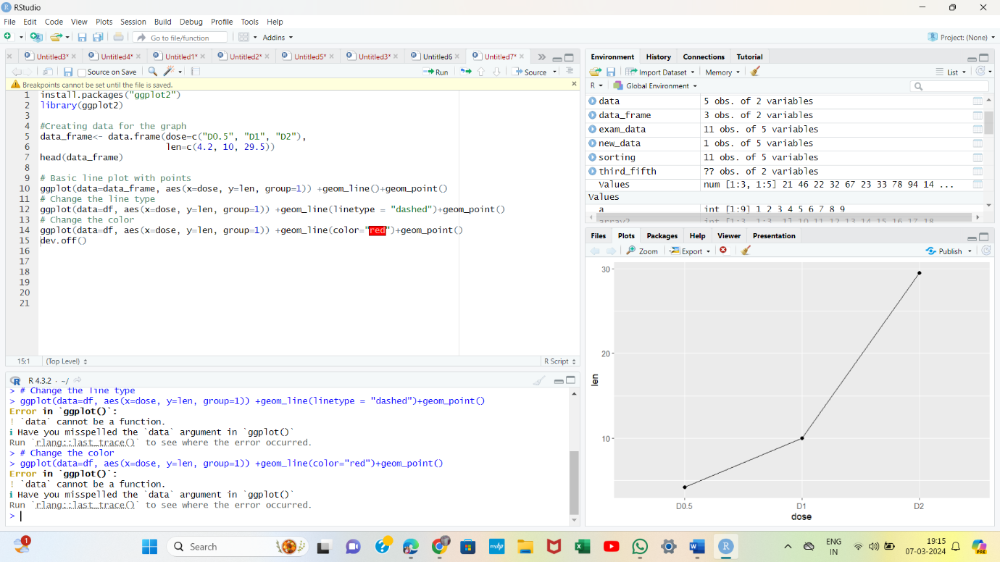 RStudio
File Edit Code View Plots Session Build Debug Profile Tools Help
Go to file/function Addins Project: (None)
Untitled3* Untitled4* Untitled1* Untitled2* Untitled5* Untitled3* Untitled6 Untitled7*
Source on Save Run Source
Breakpoints cannot be set until the file is saved.
1 install.packages("ggplot2")
2 library(ggplot2)
3
4 #Creating data for the graph
5 data_frame<- data.frame(dose=c("D0.5", "D1", "D2"),
6 len=c(4.2, 10, 29.5))
7 head(data_frame)
8
9 # Basic line plot with points
10 ggplot(data=data_frame, aes(x=dose, y=len, group=1)) +geom_line()+geom_point()
11 # Change the line type
12 ggplot(data=df, aes(x=dose, y=len, group=1)) +geom_line(linetype = "dashed")+geom_point()
13 # Change the color
14 ggplot(data=df, aes(x=dose, y=len, group=1)) +geom_line(color="red")+geom_point()
15 dev.off()
16
17
18
19
20
21
15:1 (Top Level) R Script
R 4.3.2 · ~/
> # Change the line type
> ggplot(data=df, aes(x=dose, y=len, group=1)) +geom_line(linetype = "dashed")+geom_point()
Error in `ggplot()`:
! `data` cannot be a function.
ℹ Have you misspelled the `data` argument in `ggplot()`
Run `rlang::last_trace()` to see where the error occurred.
> # Change the color
> ggplot(data=df, aes(x=dose, y=len, group=1)) +geom_line(color="red")+geom_point()
Error in `ggplot()`:
! `data` cannot be a function.
ℹ Have you misspelled the `data` argument in `ggplot()`
Run `rlang::last_trace()` to see where the error occurred.
>
Environment History Connections Tutorial
Import Dataset Memory List
R Global Environment
data 5 obs. of 2 variables
data_frame 3 obs. of 2 variables
exam_data 11 obs. of 5 variables
new_data 1 obs. of 5 variables
sorting 11 obs. of 5 variables
third_fifth ?? obs. of 2 variables
Values num [1:3, 1:5] 21 46 22 32 67 23 33 78 94 14 ...
Values
a int [1:9] 1 2 3 4 5 6 7 8 9
array2 int [1:3, 1:3, 1] 10 11 12 13 14 15 16 17 18
Files Plots Packages Help Viewer Presentation
Zoom Export Publish
30
20
10
len
D0.5 D1 D2
dose
1 Search myhp ENG 19:15
IN 07-03-2024 PRE